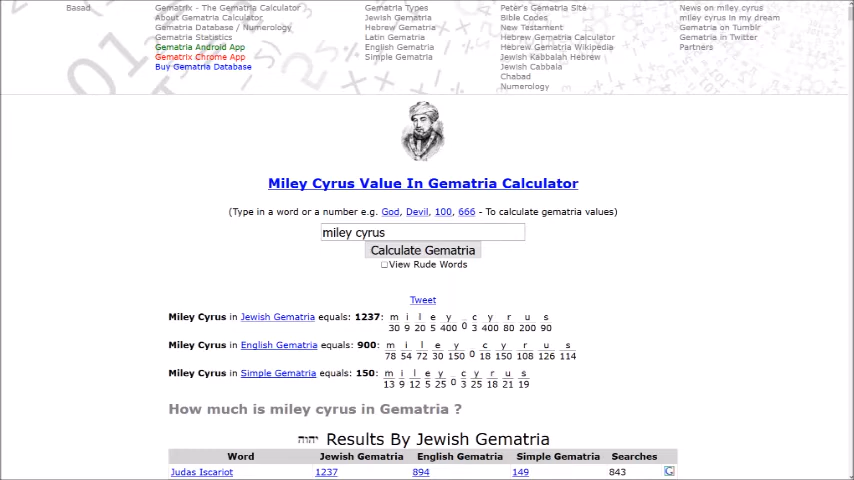 Basad
Gematrix - The Gematria Calculator
About Gematria Calculator
Gematria Database / Numerology
Gematria Statistics
Gematria Android App
Gematrix Chrome App
Buy Gematria Database
Gematria Types
Jewish Gematria
Hebrew Gematria
Latin Gematria
English Gematria
Simple Gematria
Peter's Gematria Site
Bible Codes
New Testament
Hebrew Gematria Calculator
Hebrew Gematria Wikipedia
Jewish Kabbalah Hebrew
Jewish Cabbala
Chabad
Numerology
News on miley cyrus
miley cyrus in my dream
Gematria on Tumblr
Gematria in Twitter
Partners
Miley Cyrus Value In Gematria Calculator
(Type in a word or a number e.g. God, Devil, 100, 666 - To calculate gematria values)
miley cyrus
Calculate Gematria
View Rude Words
Tweet
Miley Cyrus in Jewish Gematria equals: 1237: m i l e y c y r u s
30 9 20 5 400 0 3 400 80 200 90
Miley Cyrus in English Gematria equals: 900: m i l e y c y r u s
78 54 72 30 150 0 18 150 108 126 114
Miley Cyrus in Simple Gematria equals: 150: m i l e y c y r u s
13 9 12 5 25 0 3 25 18 21 19
How much is miley cyrus in Gematria ?
יהוה Results By Jewish Gematria
Word Jewish Gematria English Gematria Simple Gematria Searches
Judas Iscariot 1237 894 149 843 G